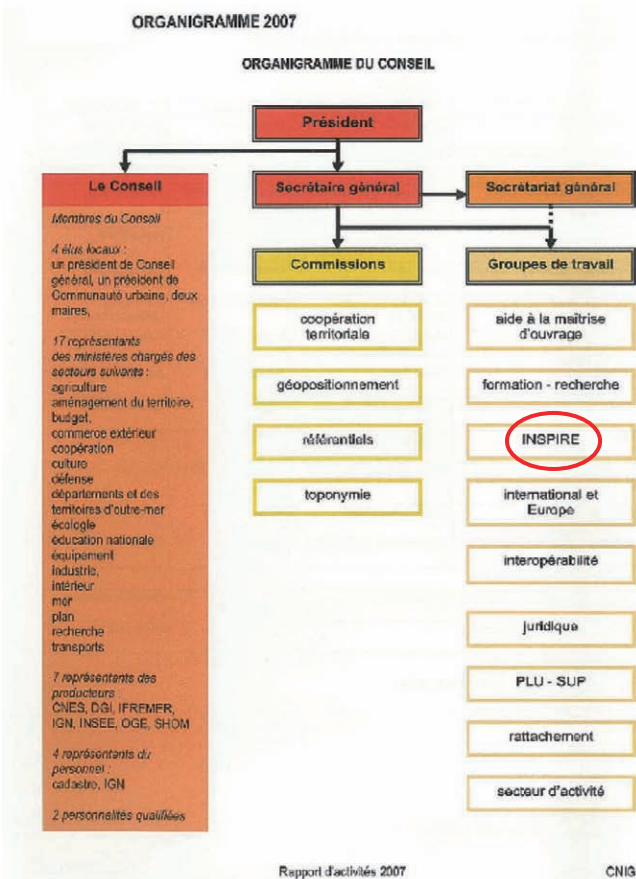 ORGANIGRAMME 2007
ORGANIGRAMME DU CONSEIL
Président
Le Conseil
Membres du Conseil
4 élus locaux :
un président de Conseil
général, un président de
Communauté urbaine, deux
maires,
17 représentants
des ministères chargés des
secteurs suivants :
agriculture
aménagement du territoire,
budget,
commerce extérieur
coopération
culture
défense
départements et des
territoires d'outre-mer
écologie
éducation nationale
équipement
industrie,
intérieur
mer
plan
recherche
transports
7 représentants des
producteurs
CNES, DGI, IFREMER,
IGN, INSEE, OGE, SHOM
4 représentants du
personnel :
cadastre, IGN
2 personnalités qualifiées
Secrétaire général
Secrétariat général
Commissions
coopération
territoriale
géopositionnement
référentiels
toponymie
Groupes de travail
aide à la maîtrise
d'ouvrage
formation - recherche
INSPIRE
international et
Europe
interopérabilité
juridique
PLU - SUP
rattachement
secteur d'activité
Rapport d'activités 2007
CNIG